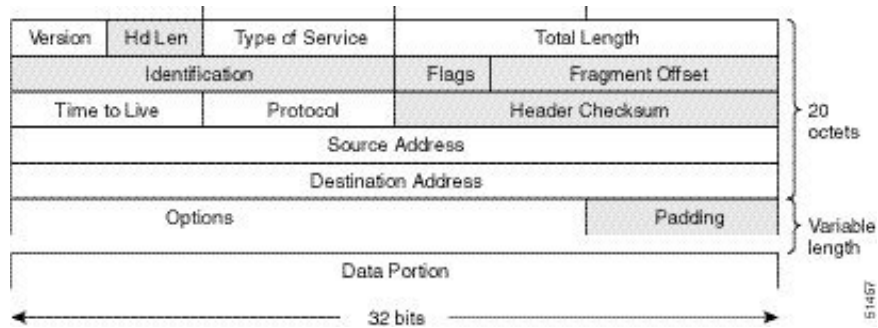 Version Hd Len Type of Service Total Length
Identification Flags Fragment Offset
Time to Live Protocol Header Checksum
20
octets
Source Address
Destination Address
Options Padding
Variable
length
Data Portion
32 bits
51457